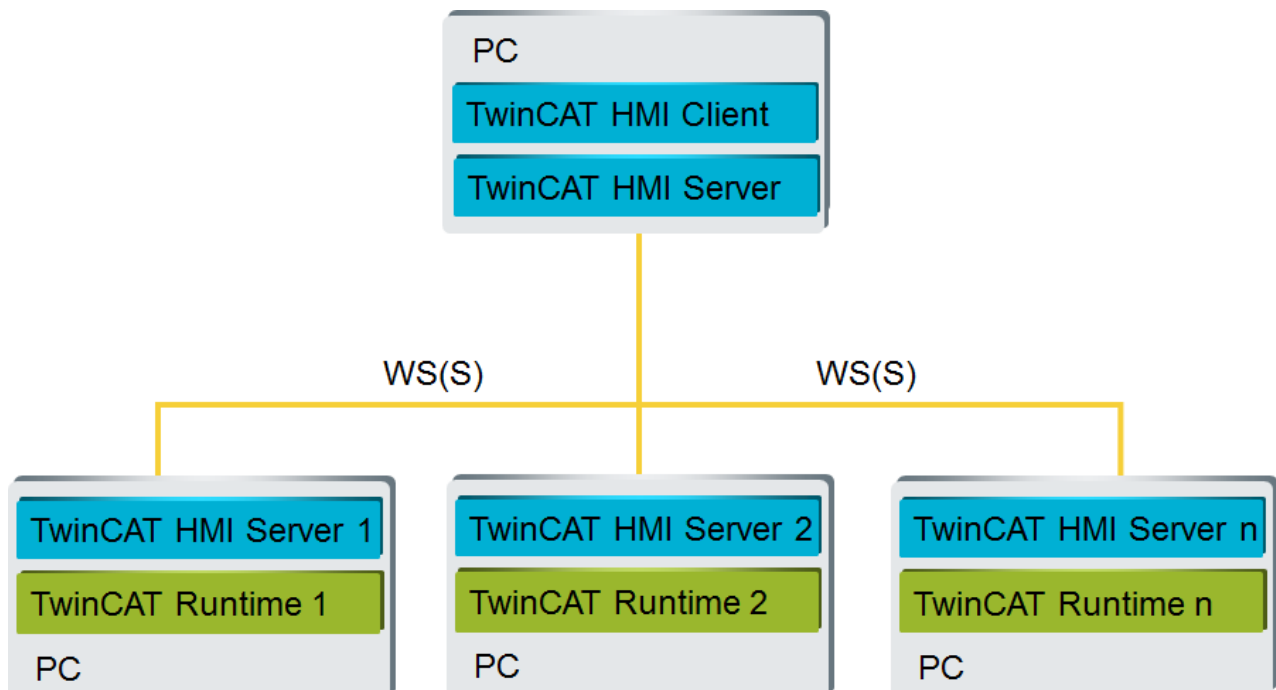 PC
TwinCAT HMI Client
TwinCAT HMI Server
WS(S)
WS(S)
TwinCAT HMI Server 1
TwinCAT Runtime 1
PC
TwinCAT HMI Server 2
TwinCAT Runtime 2
PC
TwinCAT HMI Server n
TwinCAT Runtime n
PC